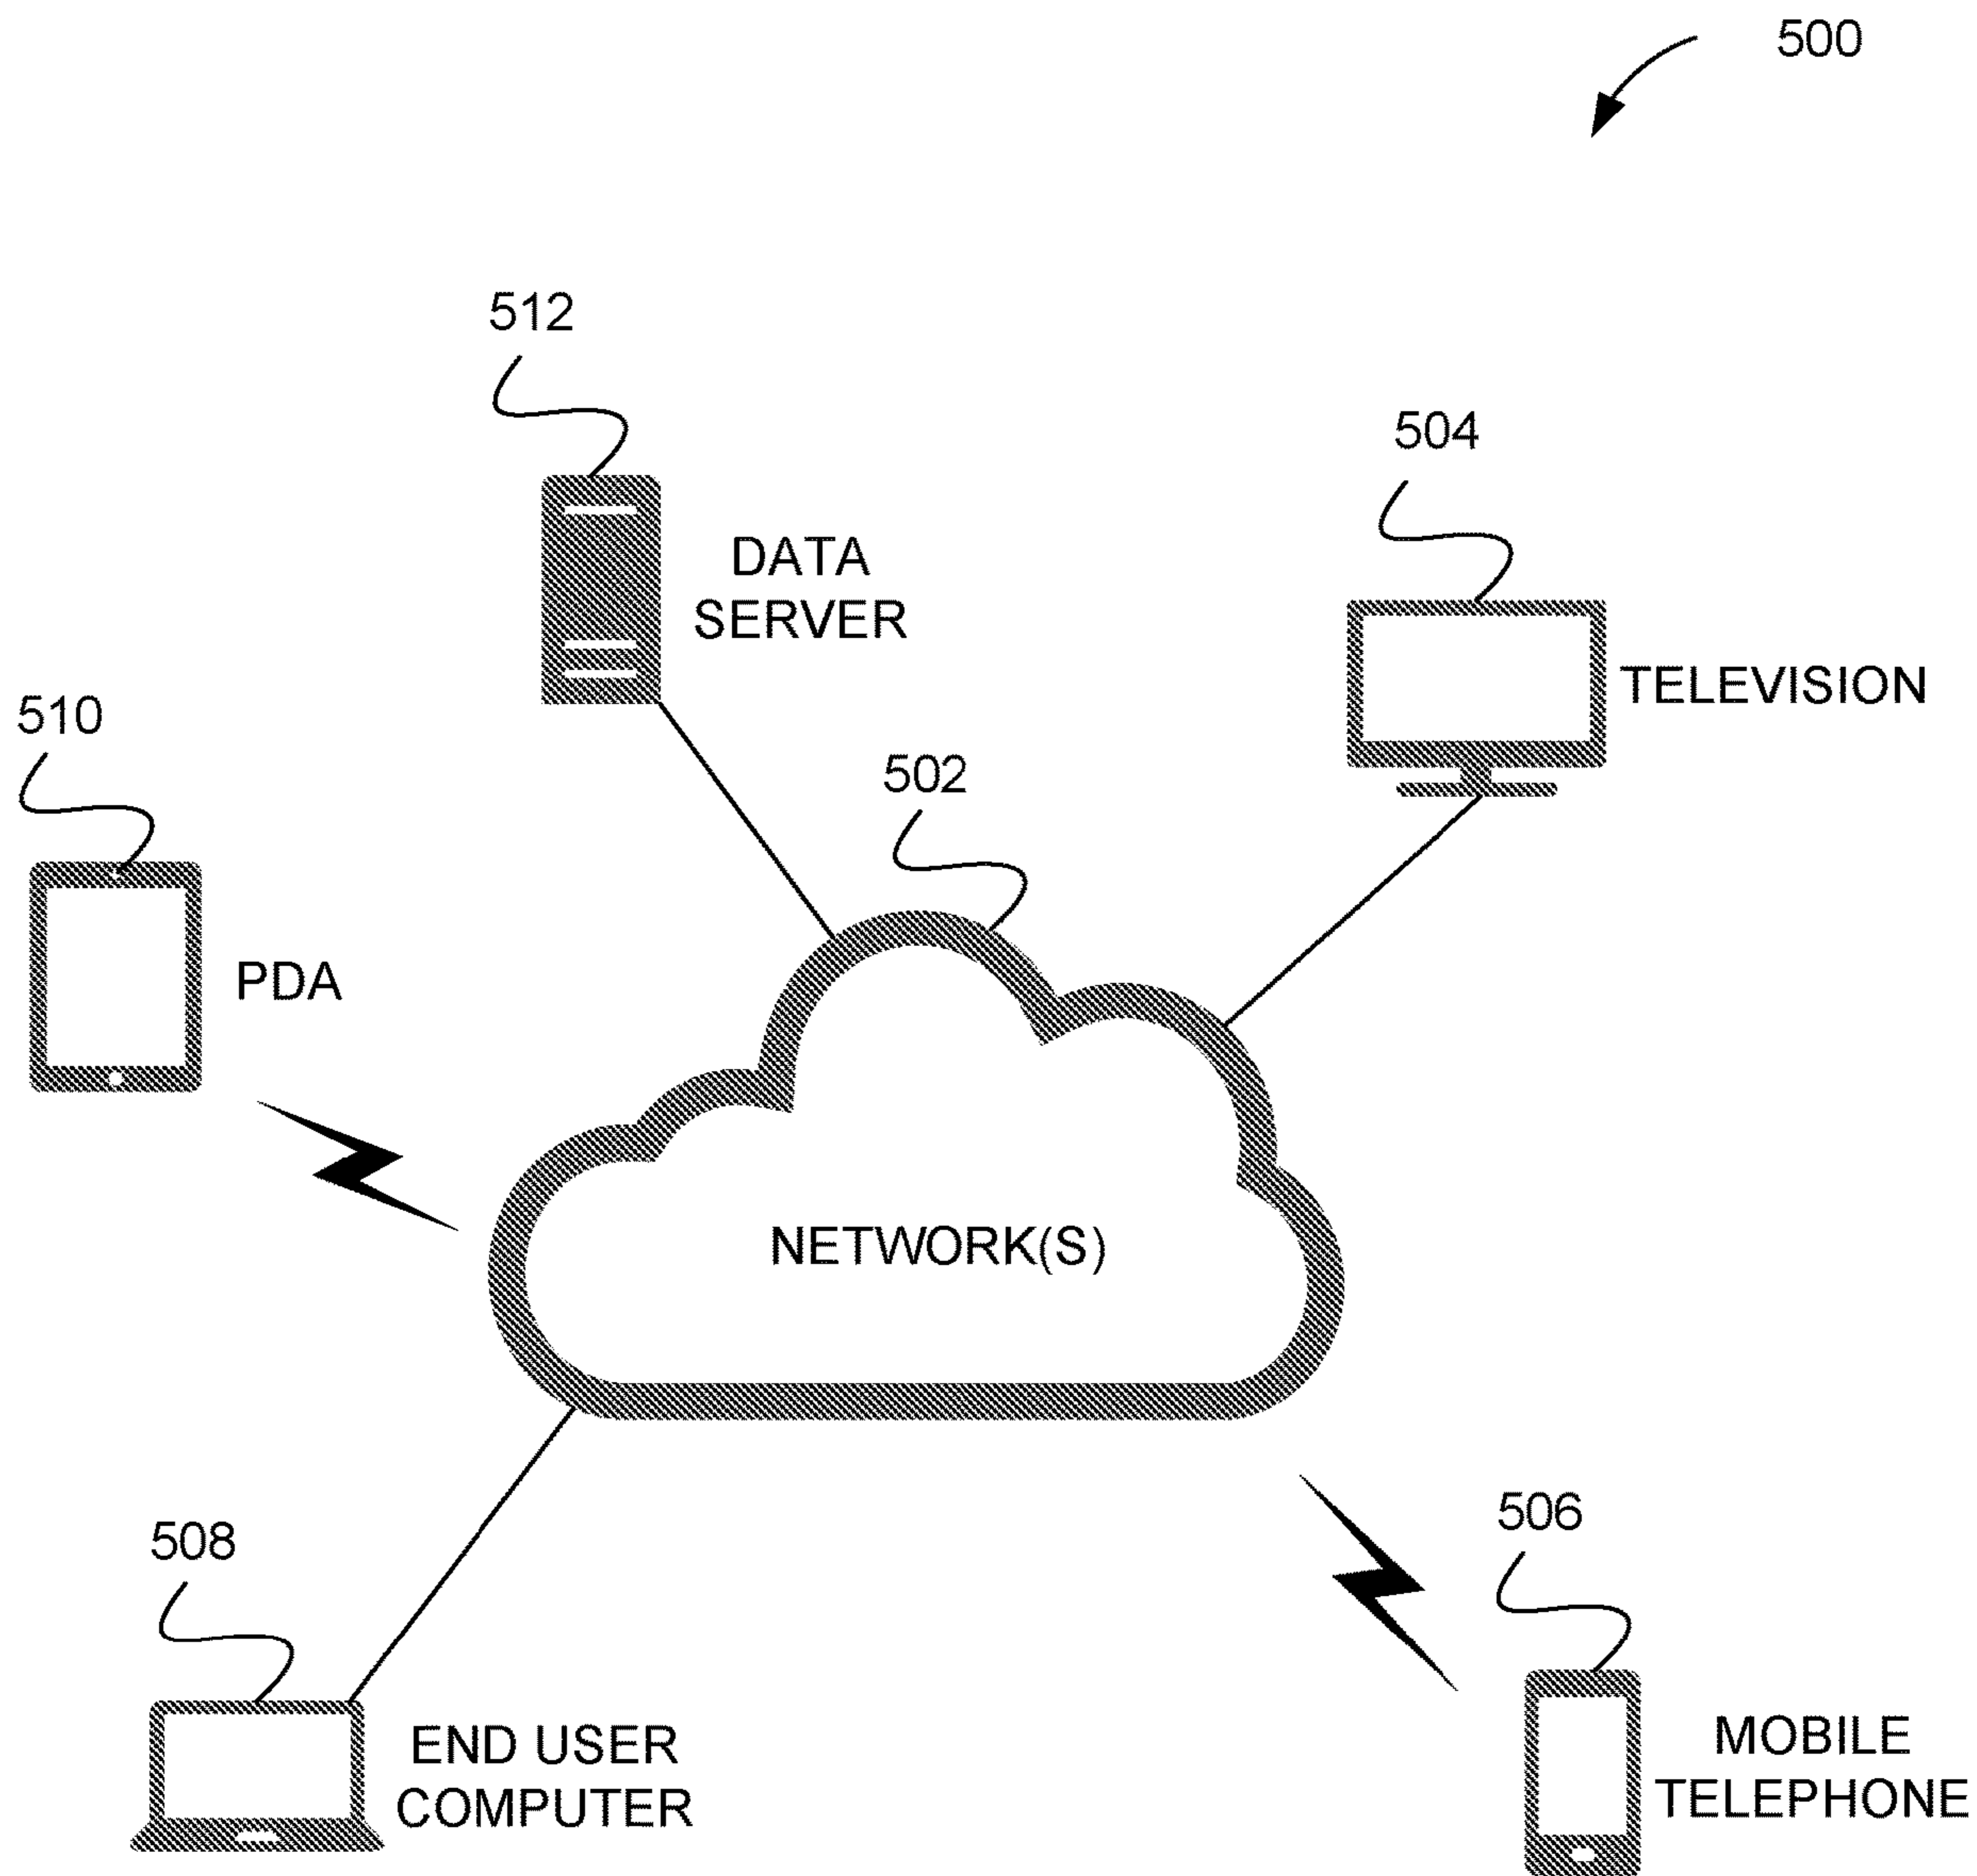 500
512
504
DATA
SERVER
TELEVISION
510
502
PDA
NETWORK(S)
506
508
MOBILE
TELEPHONE
END USER
COMPUTER